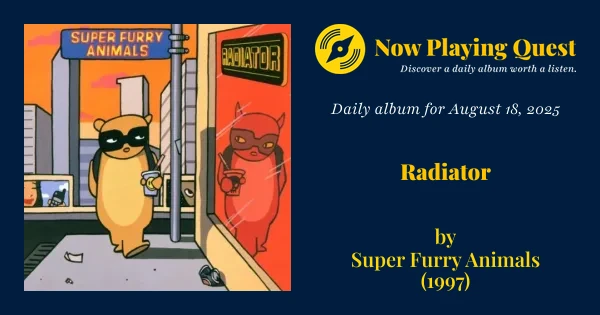 SUPER FURRY
ANIMALS
RADIATOR
Now Playing Quest
Discover a daily album worth a listen.
Daily album for August 18, 2025
Radiator
by
Super Furry Animals
(1997)